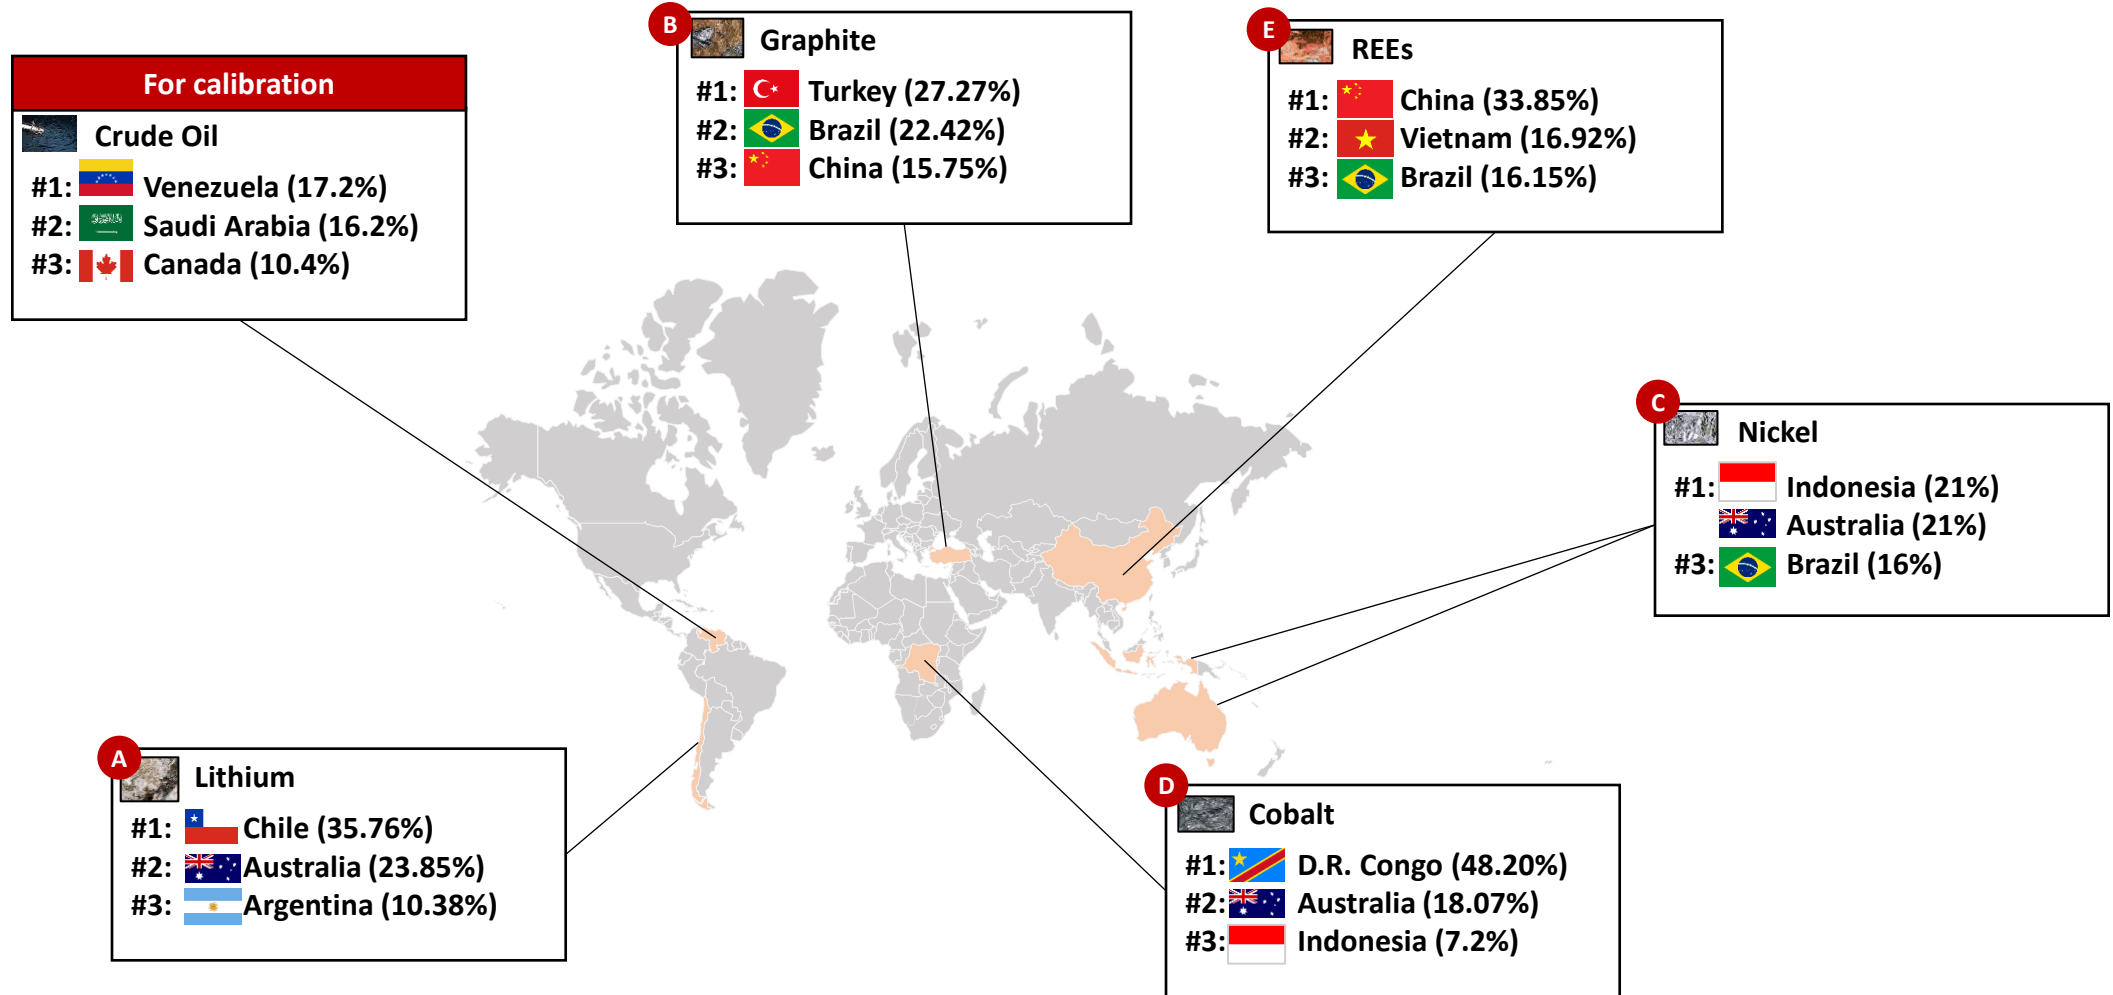 For calibration
Crude Oil
#1: Venezuela (17.2%)
#2: Saudi Arabia (16.2%)
#3: Canada (10.4%)
B
Graphite
#1: Turkey (27.27%)
#2: Brazil (22.42%)
#3: China (15.75%)
E
REEs
#1: China (33.85%)
#2: Vietnam (16.92%)
#3: Brazil (16.15%)
C
Nickel
#1: Indonesia (21%)
Australia (21%)
#3: Brazil (16%)
A
Lithium
#1: Chile (35.76%)
#2: Australia (23.85%)
#3: Argentina (10.38%)
D
Cobalt
#1: D.R. Congo (48.20%)
#2: Australia (18.07%)
#3: Indonesia (7.2%)